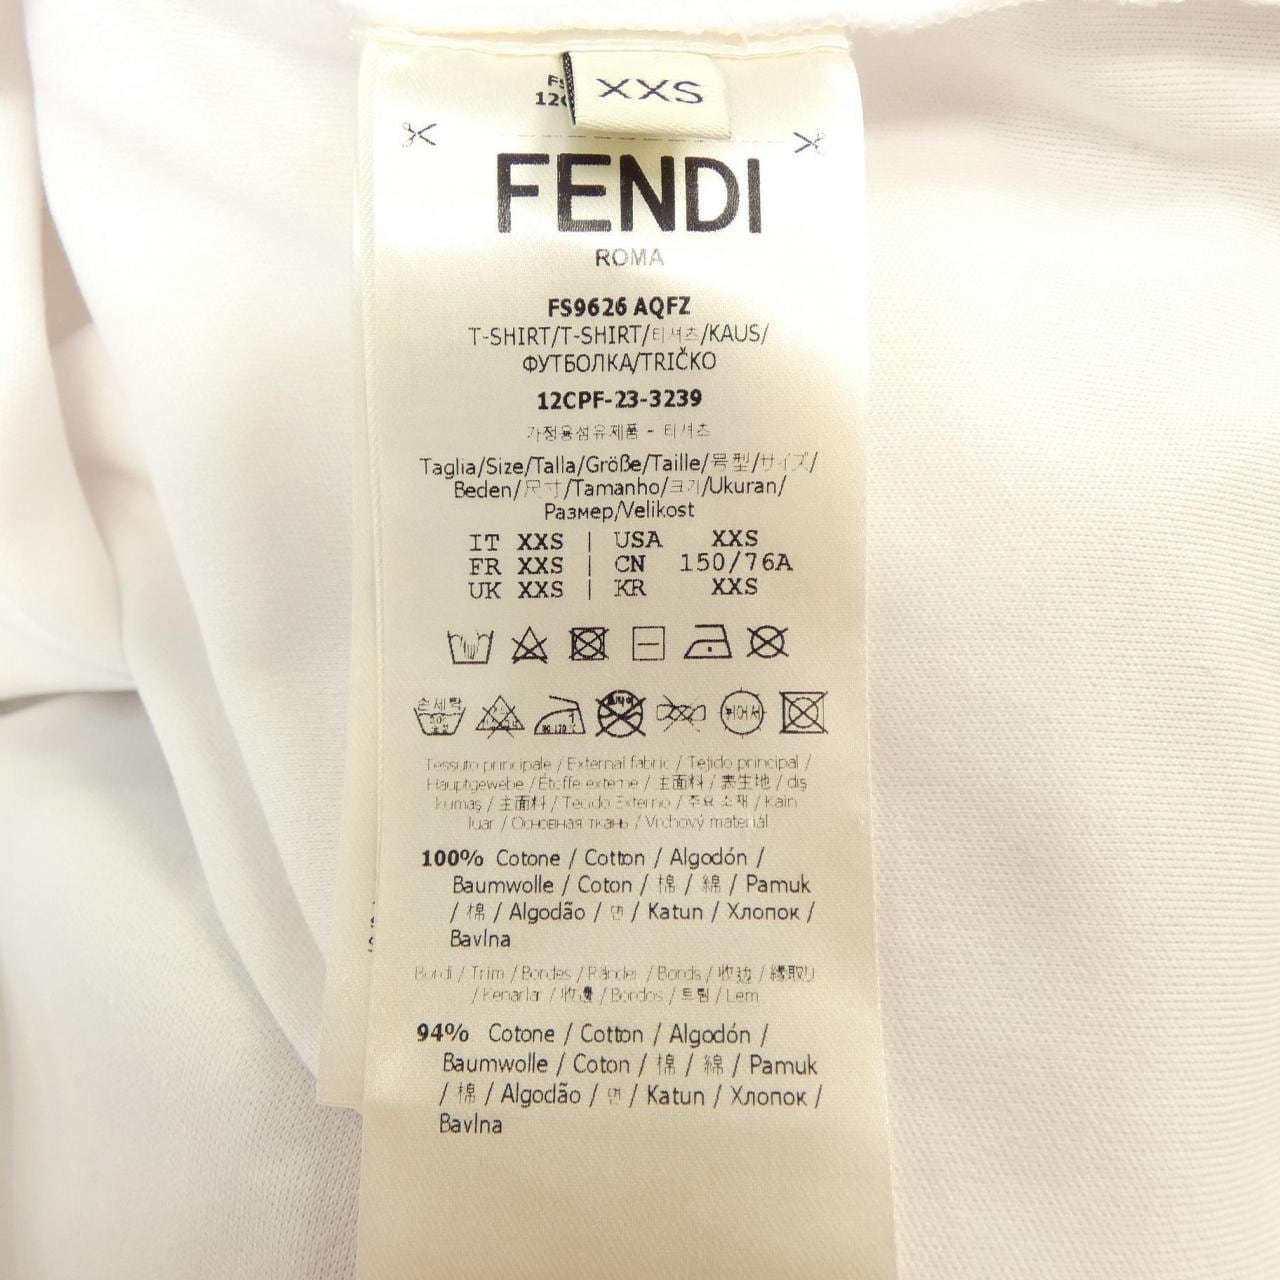 XXS
FENDI
ROMA
FS9626 AQFZ
T-SHIRT/T-SHIRT/티셔츠/KAUS/
ФУТБОЛКА/TRIČKO
12CPF-23-3239
가정용섬유제품 - 티셔츠
Taglia/Size/Talla/Größe/Taille/号型/サイズ/
Beden/尺寸/Tamanho/크기/Ukuran/
Размер/Velikost
IT XXS | USA XXS
FR XXS | CN 150/76A
UK XXS | KR XXS
손세탁
Tessuto principale / External fabric / Tejido principal /
Hauptgewebe / Étoffe externe / 主面料 / 表生地 / dış
kumaş / 主面料 / Tecido Externo / 주요 소재 / Kain
luar / Основная ткань / Vrchový materiál
100% Cotone / Cotton / Algodón /
Baumwolle / Coton / 棉 / 綿 / Pamuk
/ 棉 / Algodão / 면 / Katun / Хлопок /
Bavlna
Bordi / Trim / Bordes / Ränder / Bords / 收边 / 縁取り
/ Kenarlar / 收邊 / Bordos / 트림 / Lem
94% Cotone / Cotton / Algodón /
Baumwolle / Coton / 棉 / 綿 / Pamuk
/ 棉 / Algodão / 면 / Katun / Хлопок /
Bavlna